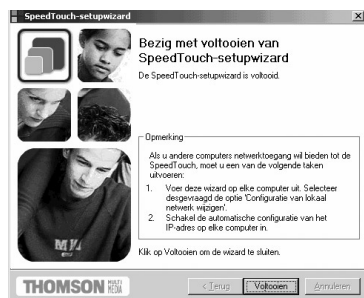 SpeedTouch-setupwizard
Bezig met voltooien van
SpeedTouch-setupwizard
De SpeedTouch-setupwizard is voltooid.
Opmerking
Als u andere computers netwerktoegang wil bieden tot de
SpeedTouch, moet u een van de volgende taken
uitvoeren:
1. Voer deze wizard op elke computer uit. Selecteer
desgevraagd de optie 'Configuratie van lokaal
netwerk wijzigen'.
2. Schakel de automatische configuratie van het
IP-adres op elke computer in.
Klik op Voltooien om de wizard te sluiten.
THOMSON MULTI MEDIA
< Terug Voltooien Annuleren